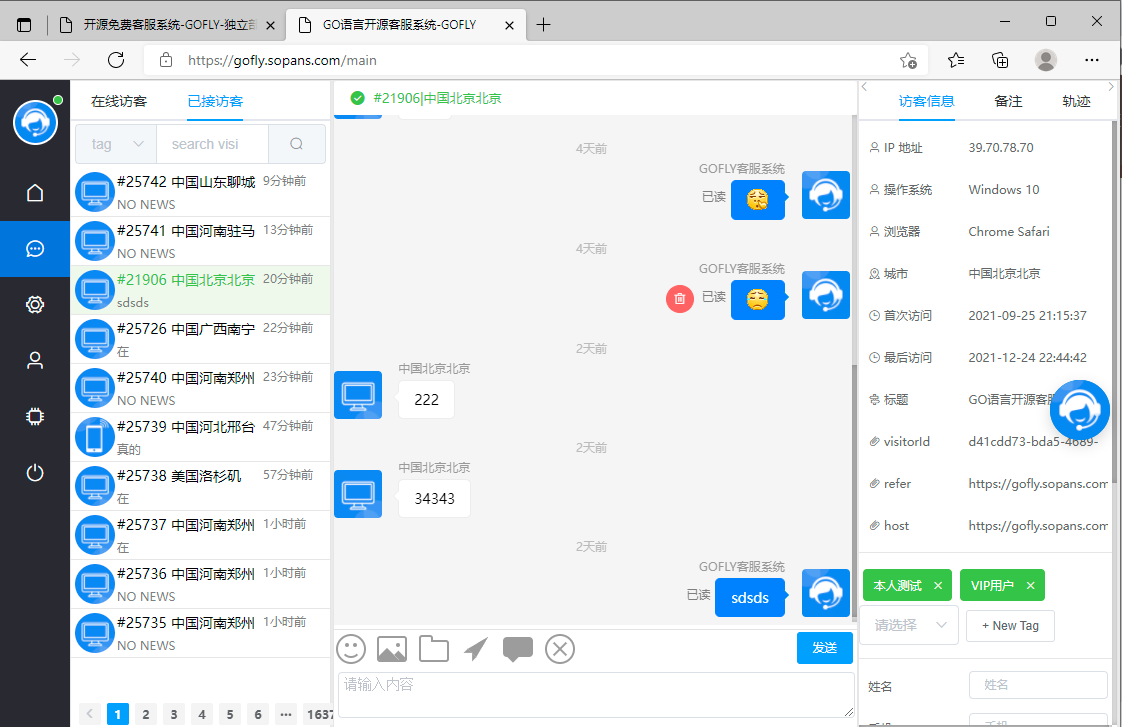 开源免费客服系统-GOFLY-独立部
GO语言开源客服系统-GOFLY
https://gofly.sopans.com/main
在线访客
已接访客
tag
search visi
#25742 中国山东聊城 9分钟前
NO NEWS
#25741 中国河南驻马 13分钟前
NO NEWS
#21906 中国北京北京 20分钟前
sdsds
#25726 中国广西南宁 22分钟前
在
#25740 中国河南郑州 23分钟前
NO NEWS
#25739 中国河北邢台 47分钟前
真的
#25738 美国洛杉矶 57分钟前
在
#25737 中国河南郑州 1小时前
在
#25736 中国河南郑州 1小时前
NO NEWS
#25735 中国河南郑州 1小时前
NO NEWS
1 2 3 4 5 6 ... 1637
#21906|中国北京北京
4天前
GOFLY客服系统
已读
4天前
GOFLY客服系统
已读
2天前
中国北京北京
222
2天前
中国北京北京
34343
2天前
GOFLY客服系统
已读 sdsds
发送
请输入内容
访客信息 备注 轨迹
IP 地址 39.70.78.70
操作系统 Windows 10
浏览器 Chrome Safari
城市 中国北京北京
首次访问 2021-09-25 21:15:37
最后访问 2021-12-24 22:44:42
标题 GO语言开源客服
visitorId d41cdd73-bda5-4689-
refer https://gofly.sopans.com
host https://gofly.sopans.com
本人测试 × VIP用户 ×
请选择 + New Tag
姓名 姓名